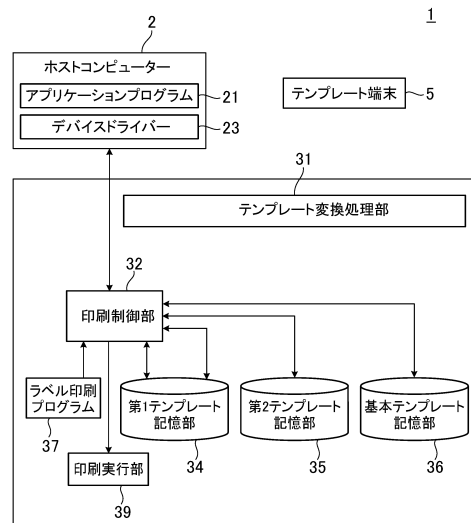 1
2
ホストコンピューター
アプリケーションプログラム
21
デバイスドライバー
23
テンプレート端末
5
31
テンプレート変換処理部
32
印刷制御部
ラベル印刷
プログラム
37
第1テンプレート
記憶部
34
第2テンプレート
記憶部
35
基本テンプレート
記憶部
36
印刷実行部
39